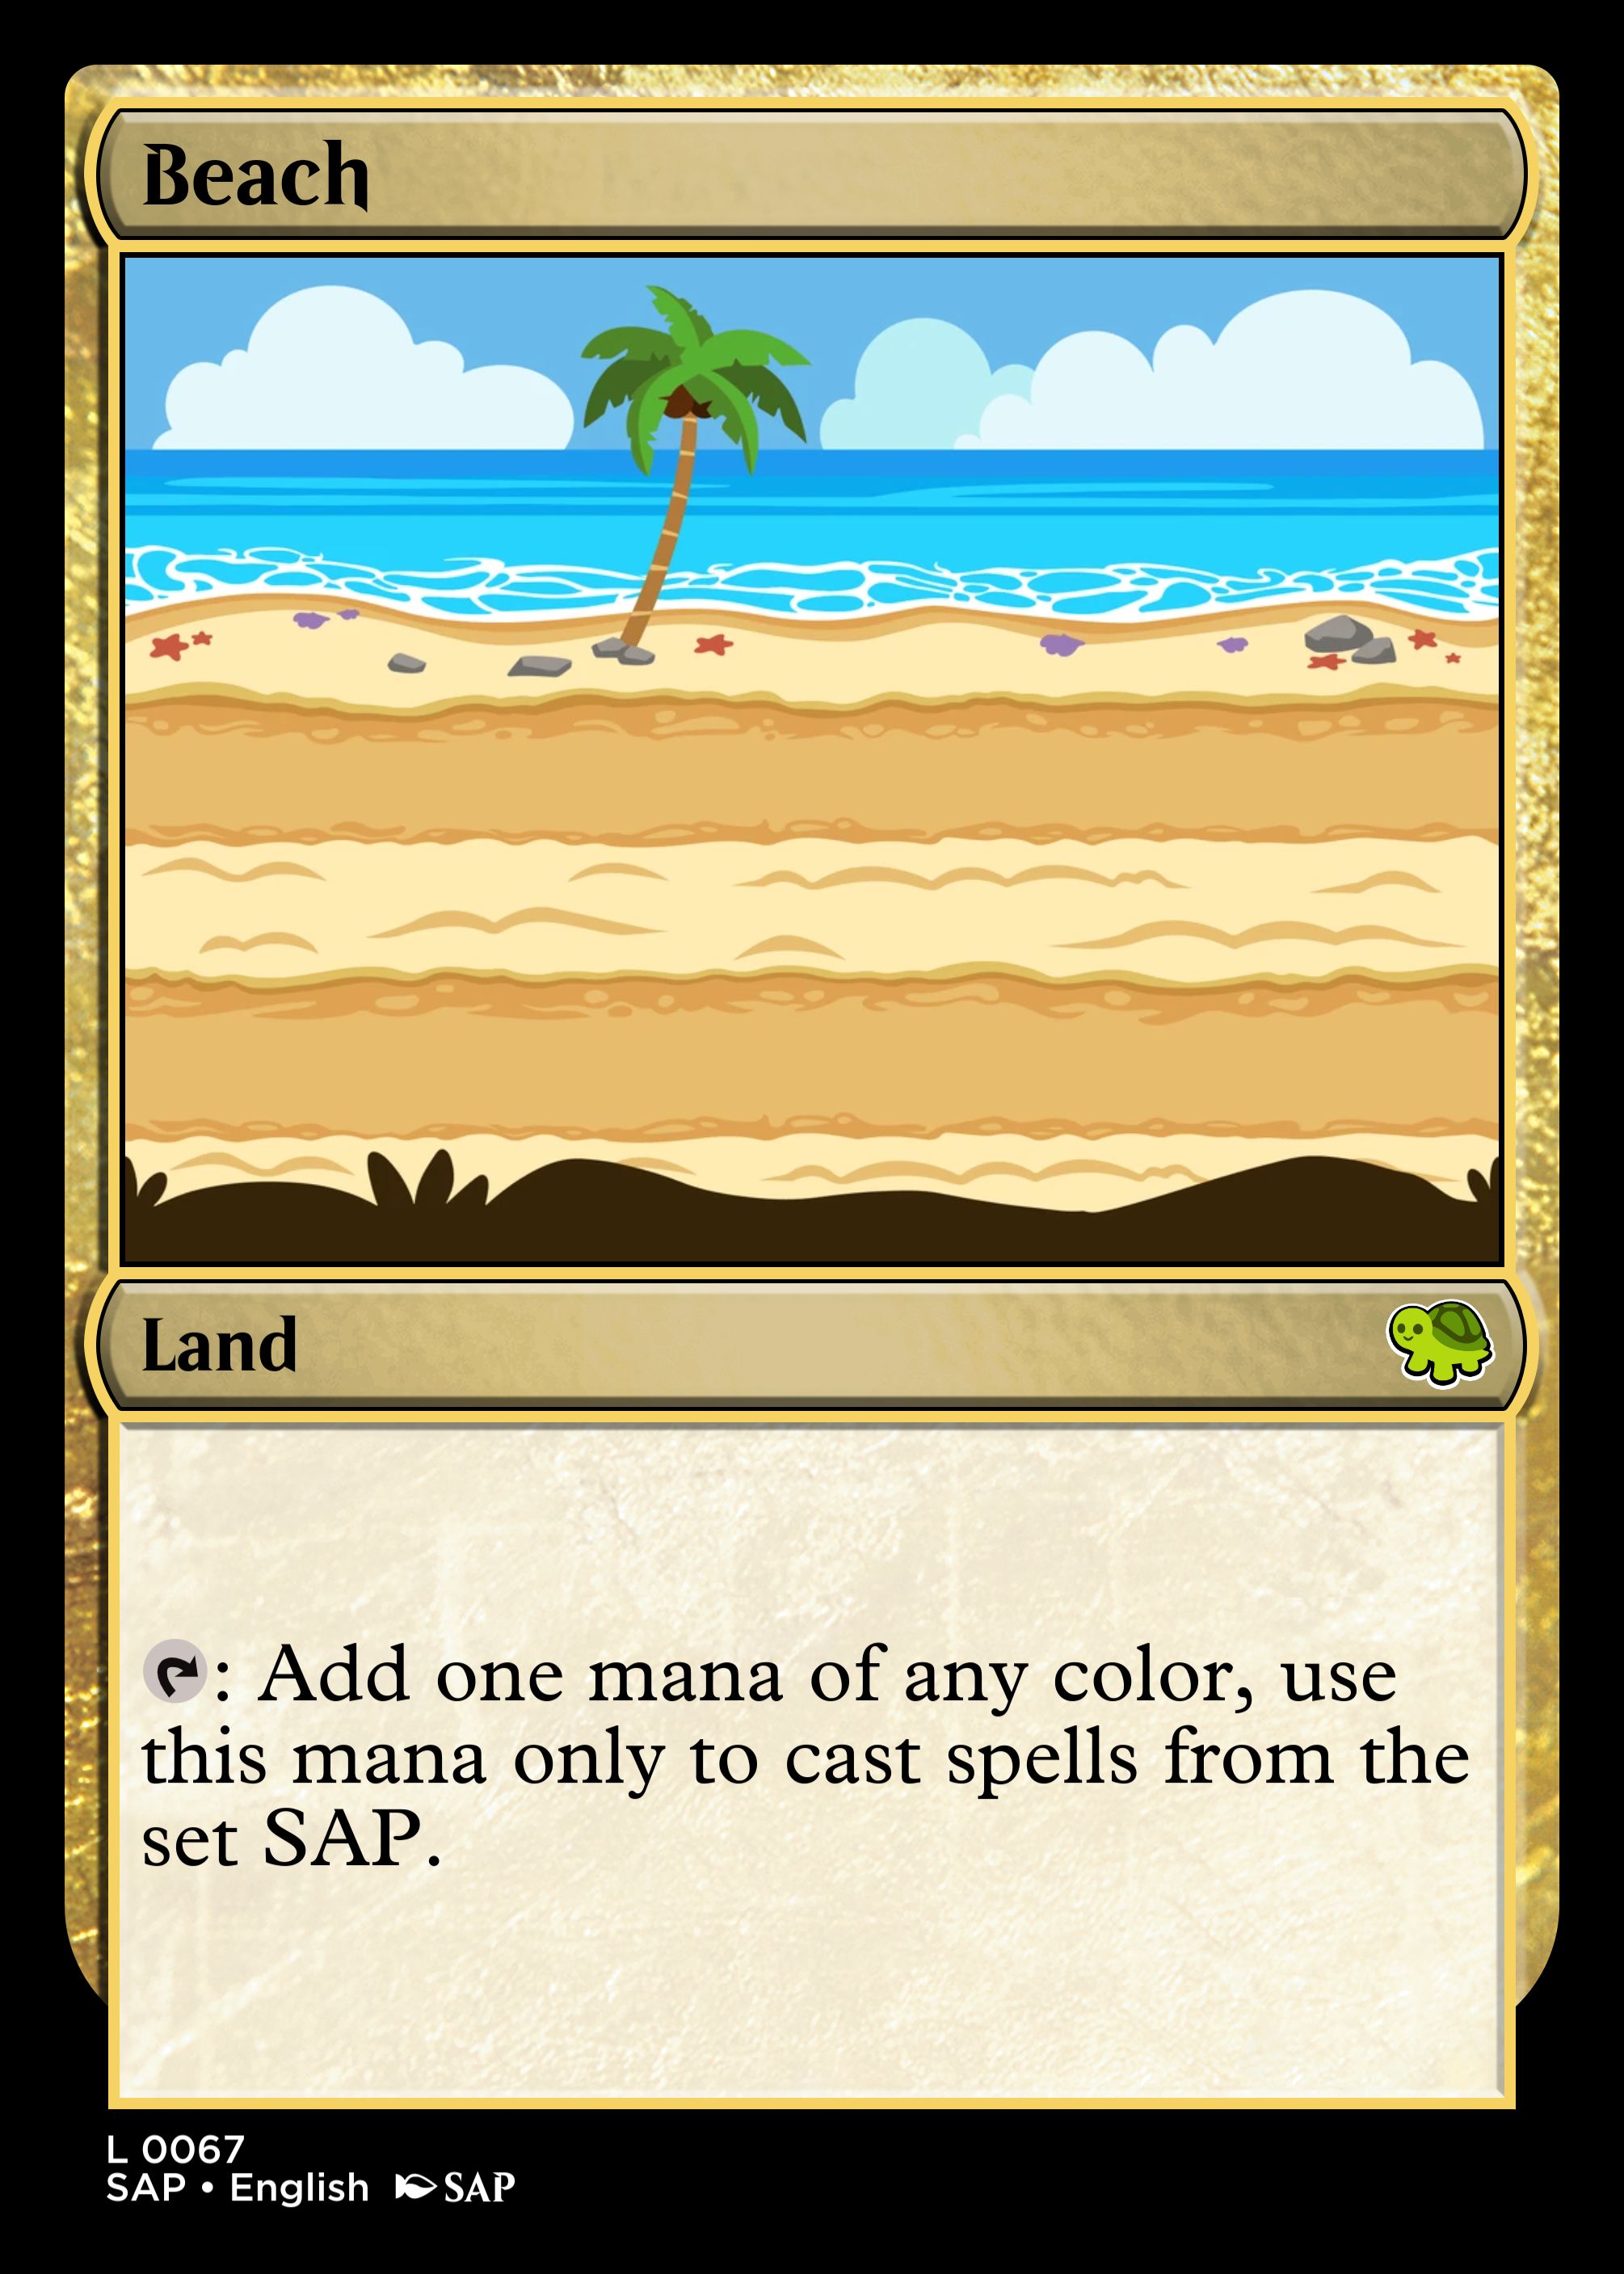 Beach
Land
: Add one mana of any color, use
this mana only to cast spells from the
set SAP.
L 0067
SAP • English SAP